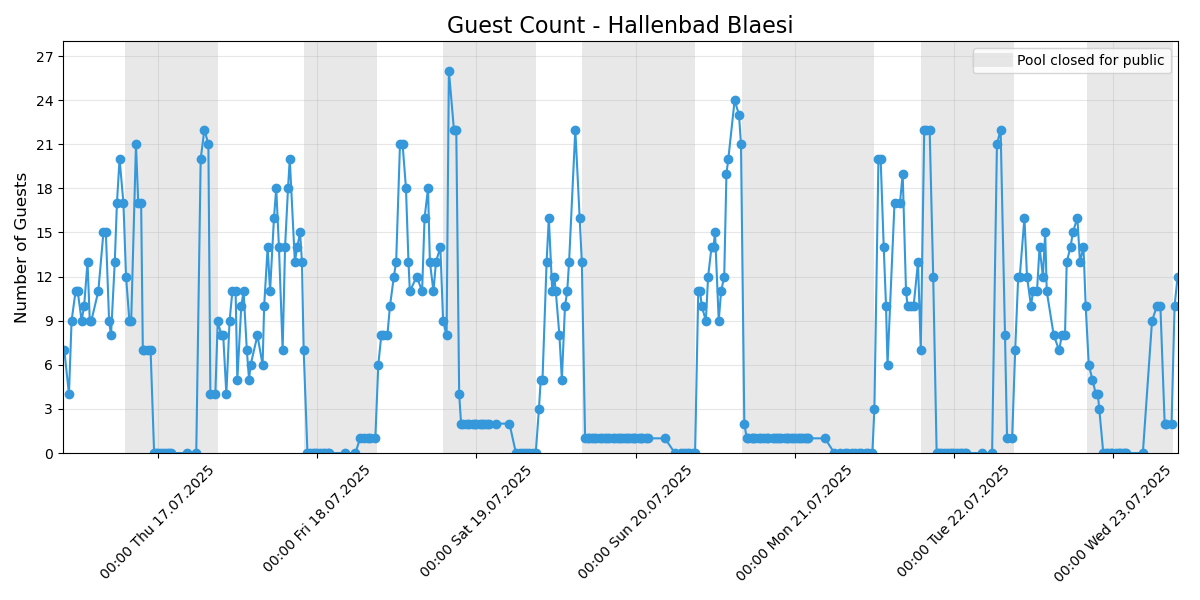 Guest Count - Hallenbad Blaesi
Pool closed for public
Number of Guests
27
24
21
18
15
12
9
6
3
0
00:00 Thu 17.07.2025
00:00 Fri 18.07.2025
00:00 Sat 19.07.2025
00:00 Sun 20.07.2025
00:00 Mon 21.07.2025
00:00 Tue 22.07.2025
00:00 Wed 23.07.2025